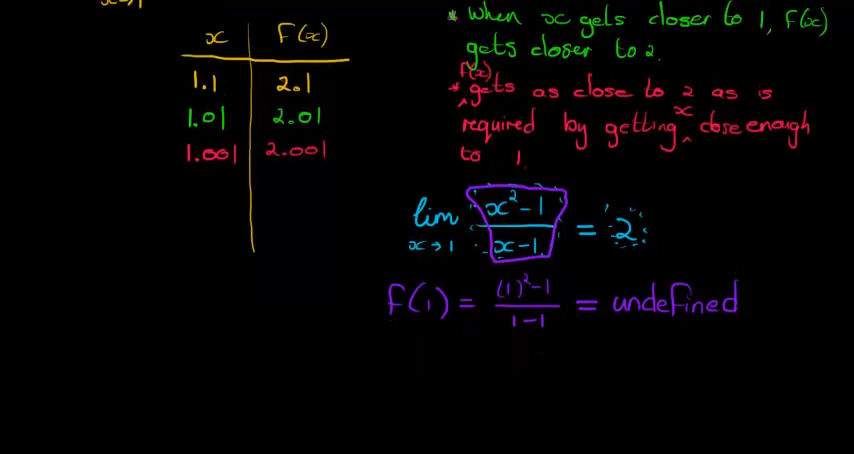 x→1
x F(x)
1.1 2.1
1.01 2.01
1.001 2.001
* When x gets closer to 1, F(x)
gets closer to 2.
* F(x) gets as close to 2 as is
required by getting x close enough
to 1.
lim x→1 (x² - 1)/(x - 1) = 2
F(1) = ((1)² - 1)/(1 - 1) = undefined